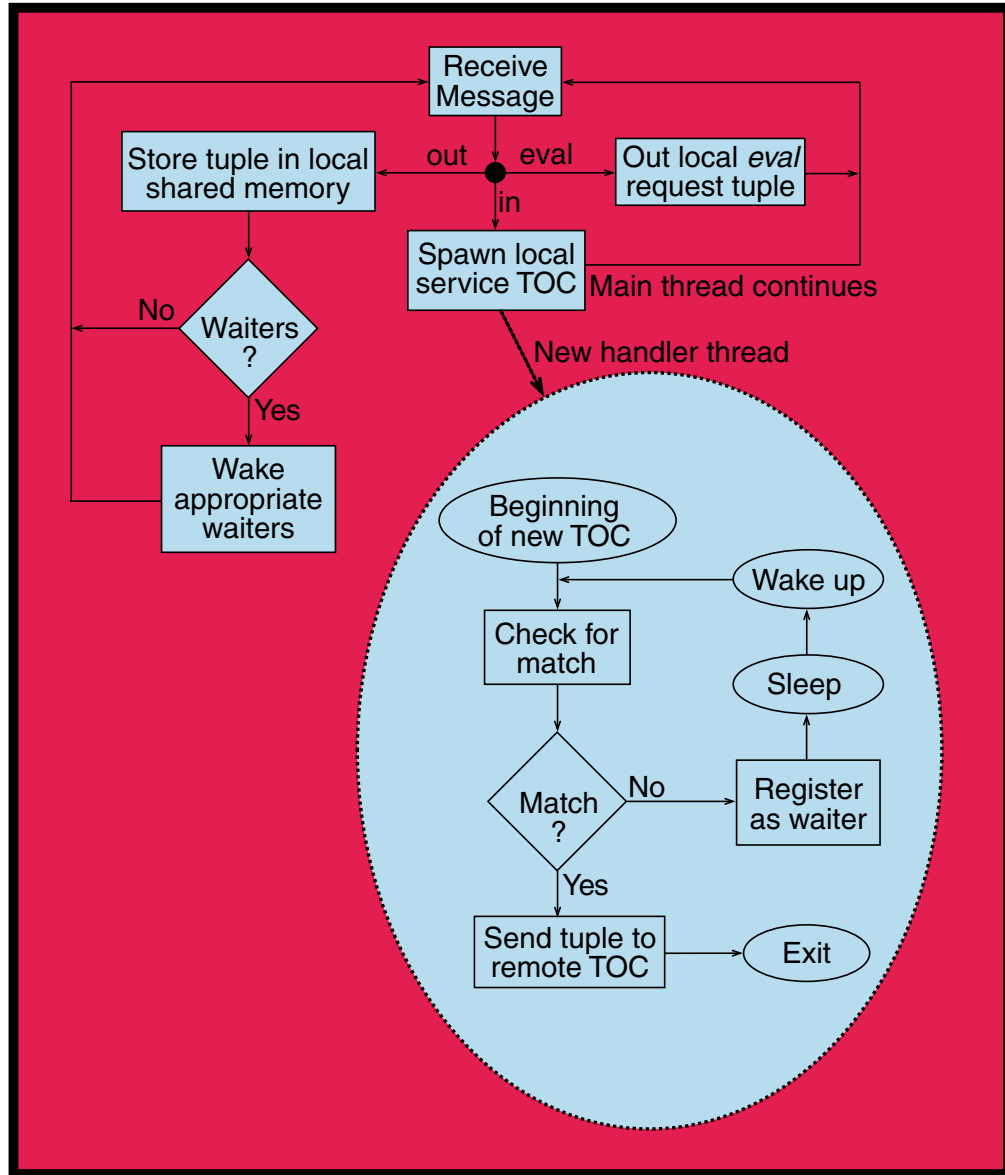 Receive
Message
Store tuple in local
shared memory
out
eval
in
Out local eval
request tuple
Spawn local
service TOC
Main thread continues
New handler thread
No
Waiters
?
Yes
Wake
appropriate
waiters
Beginning
of new TOC
Wake up
Check for
match
Sleep
Match
?
No
Register
as waiter
Yes
Send tuple to
remote TOC
Exit